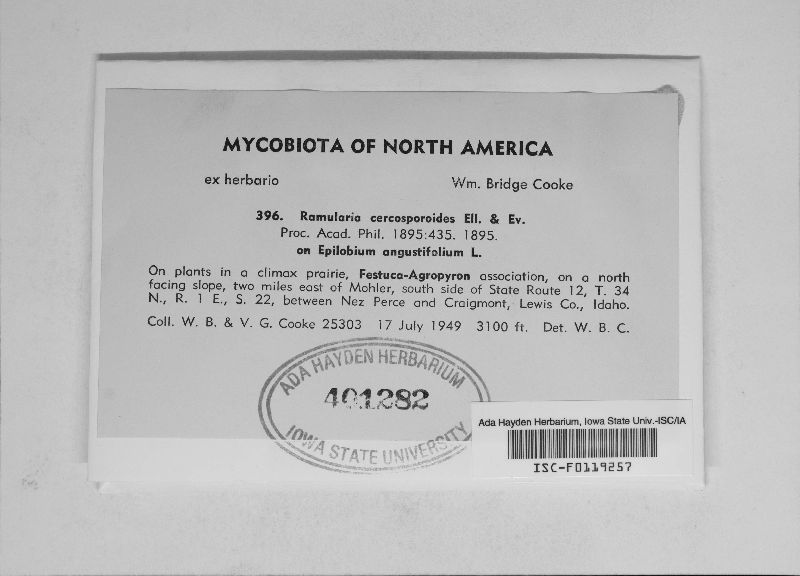 MYCOBIOTA OF NORTH AMERICA
ex herbario Wm. Bridge Cooke
396. Ramularia cercosporoides Ell. & Ev.
Proc. Acad. Phil. 1895:435. 1895.
on Epilobium angustifolium L.
On plants in a climax prairie, Festuca-Agropyron association, on a north
facing slope, two miles east of Mohler, south side of State Route 12, T. 34
N., R. 1 E., S. 22, between Nez Perce and Craigmont, Lewis Co., Idaho.
Coll. W. B. & V. G. Cooke 25303 17 July 1949 3100 ft. Det. W. B. C.
ADA HAYDEN HERBARIUM
401282
IOWA STATE UNIVERSITY
Ada Hayden Herbarium, Iowa State Univ.-ISC/IA
ISC-F0119257